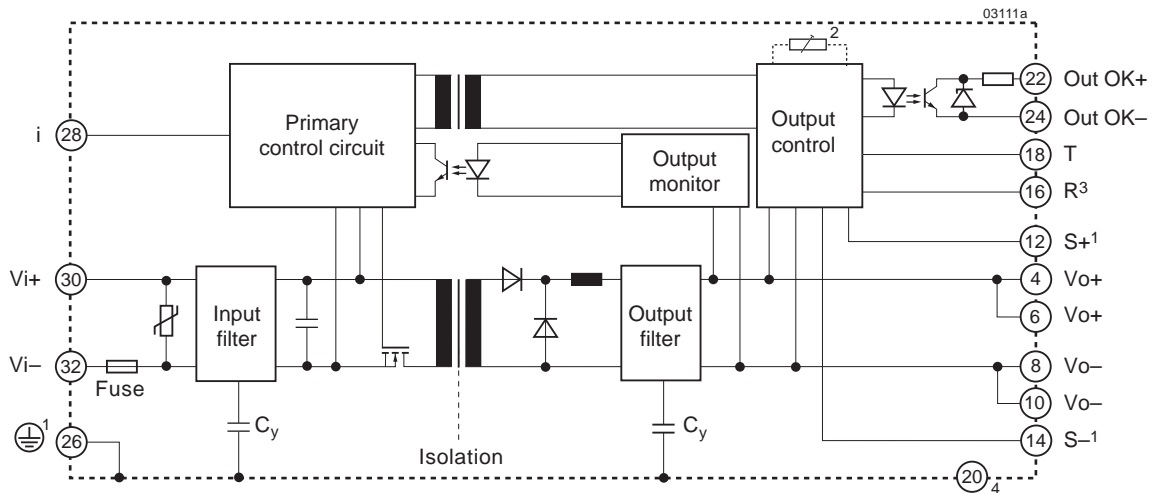 03111a
2
22 Out OK+
24 Out OK–
i 28
Primary
control circuit
Output
control
18 T
16 R3
Output
monitor
12 S+1
Vi+ 30
4 Vo+
Input
filter
Output
filter
6 Vo+
Vi– 32
Fuse
8 Vo–
10 Vo–
1 26
Cy
Cy
14 S–1
Isolation
20 4